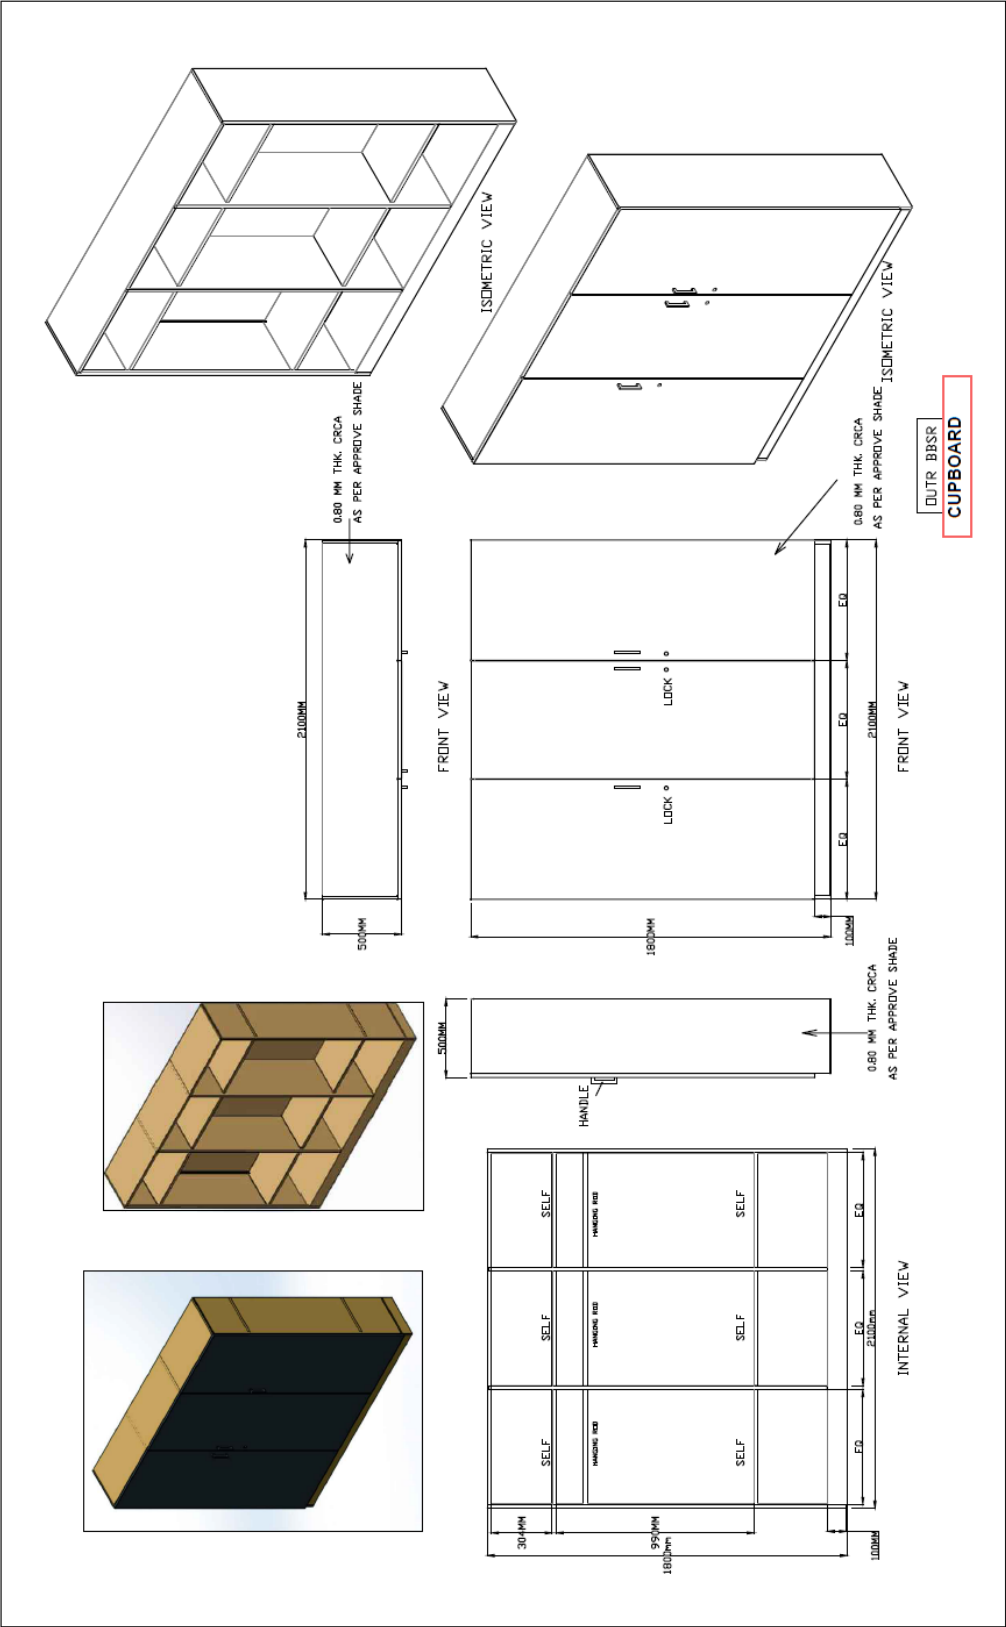 ISOMETRIC VIEW
0.80 MM THK. CRCA
AS PER APPROVE SHADE
2100MM
500MM
FRONT VIEW
ISOMETRIC VIEW
0.80 MM THK. CRCA
AS PER APPROVE SHADE
OUTR BBSR
CUPBOARD
LOCK
LOCK
EQ
EQ
EQ
2100MM
1800MM
100MM
FRONT VIEW
500MM
HANDLE
0.80 MM THK. CRCA
AS PER APPROVE SHADE
SELF
SELF
SELF
HANGING ROD
HANGING ROD
HANGING ROD
SELF
SELF
SELF
304MM
990MM
1800mm
100MM
EQ
EQ
EQ
2100mm
INTERNAL VIEW